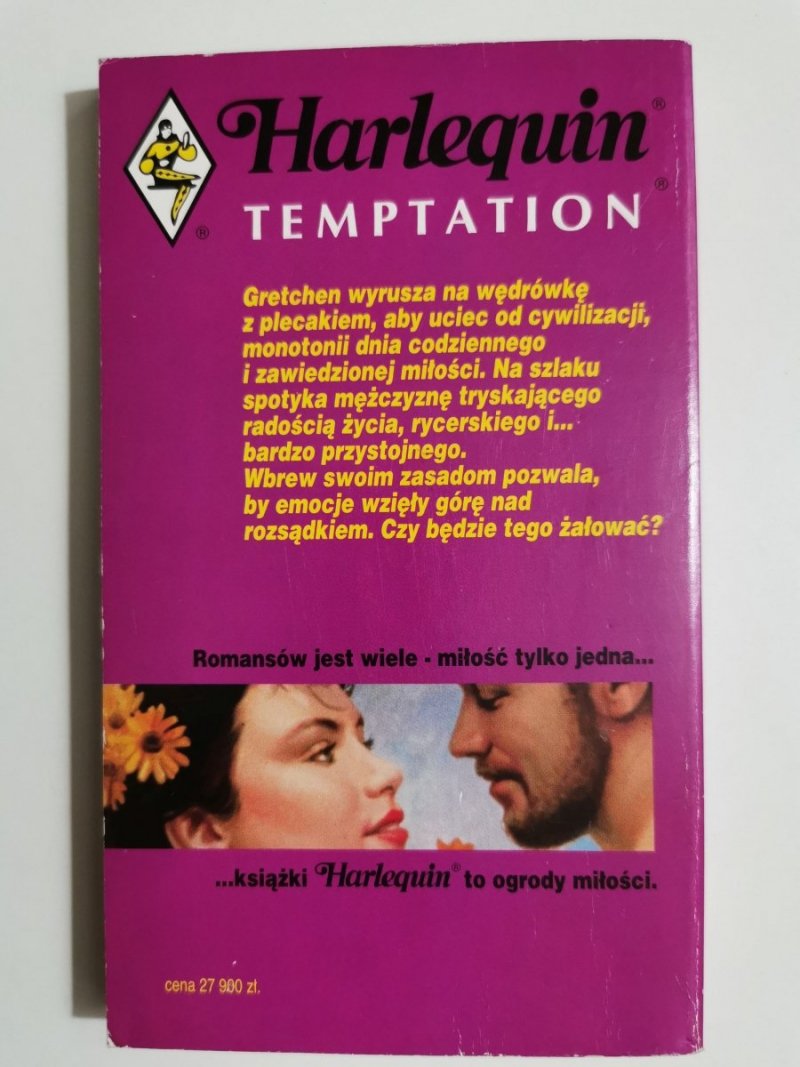 Harlequin®
TEMPTATION®
®
Gretchen wyrusza na wędrówkę
z plecakiem, aby uciec od cywilizacji,
monotonii dnia codziennego
i zawiedzionej miłości. Na szlaku
spotyka mężczyznę tryskającego
radością życia, rycerskiego i...
bardzo przystojnego.
Wbrew swoim zasadom pozwala,
by emocje wzięły górę nad
rozsądkiem. Czy będzie tego żałować?
Romansów jest wiele - miłość tylko jedna...
...książki Harlequin® to ogrody miłości.
cena 27 900 zł.